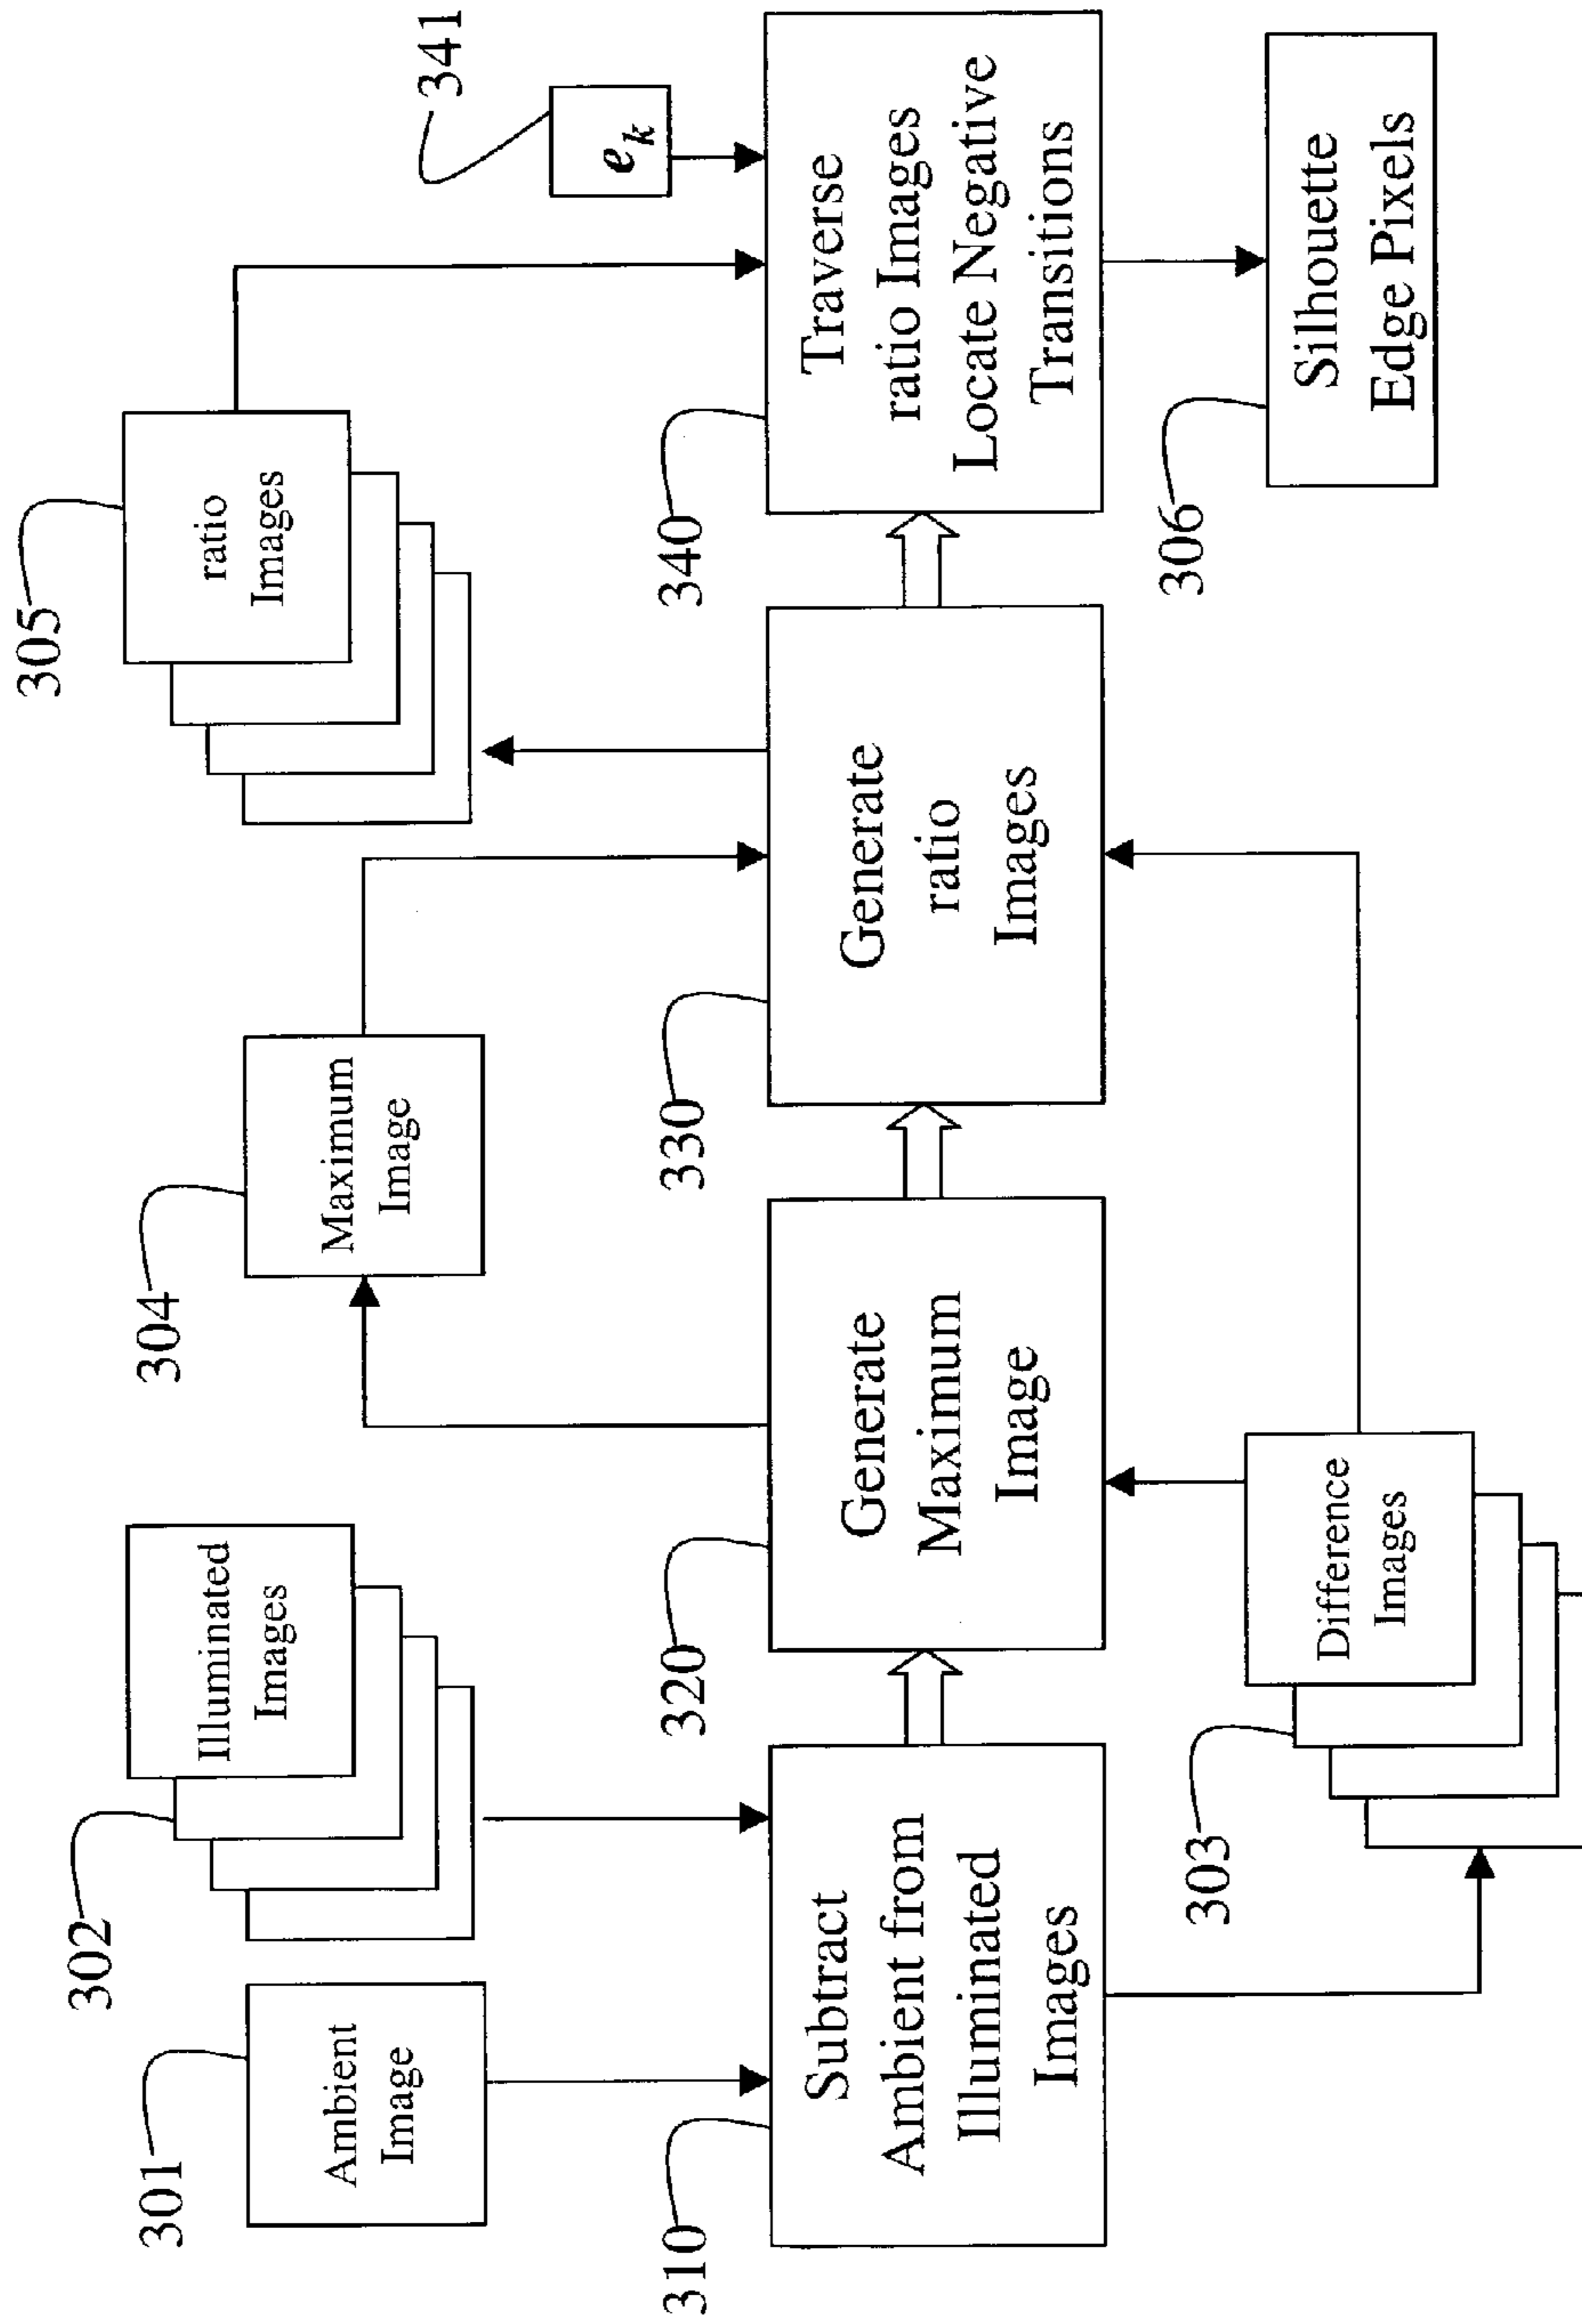 301
Ambient
Image
302
Illuminated
Images
304
Maximum
Image
305
ratio
Images
341
e k
310
Subtract
Ambient from
Illuminated
Images
320
Generate
Maximum
Image
330
Generate
ratio
Images
340
Traverse
ratio Images
Locate Negative
Transitions
303
Difference
Images
306
Silhouette
Edge Pixels